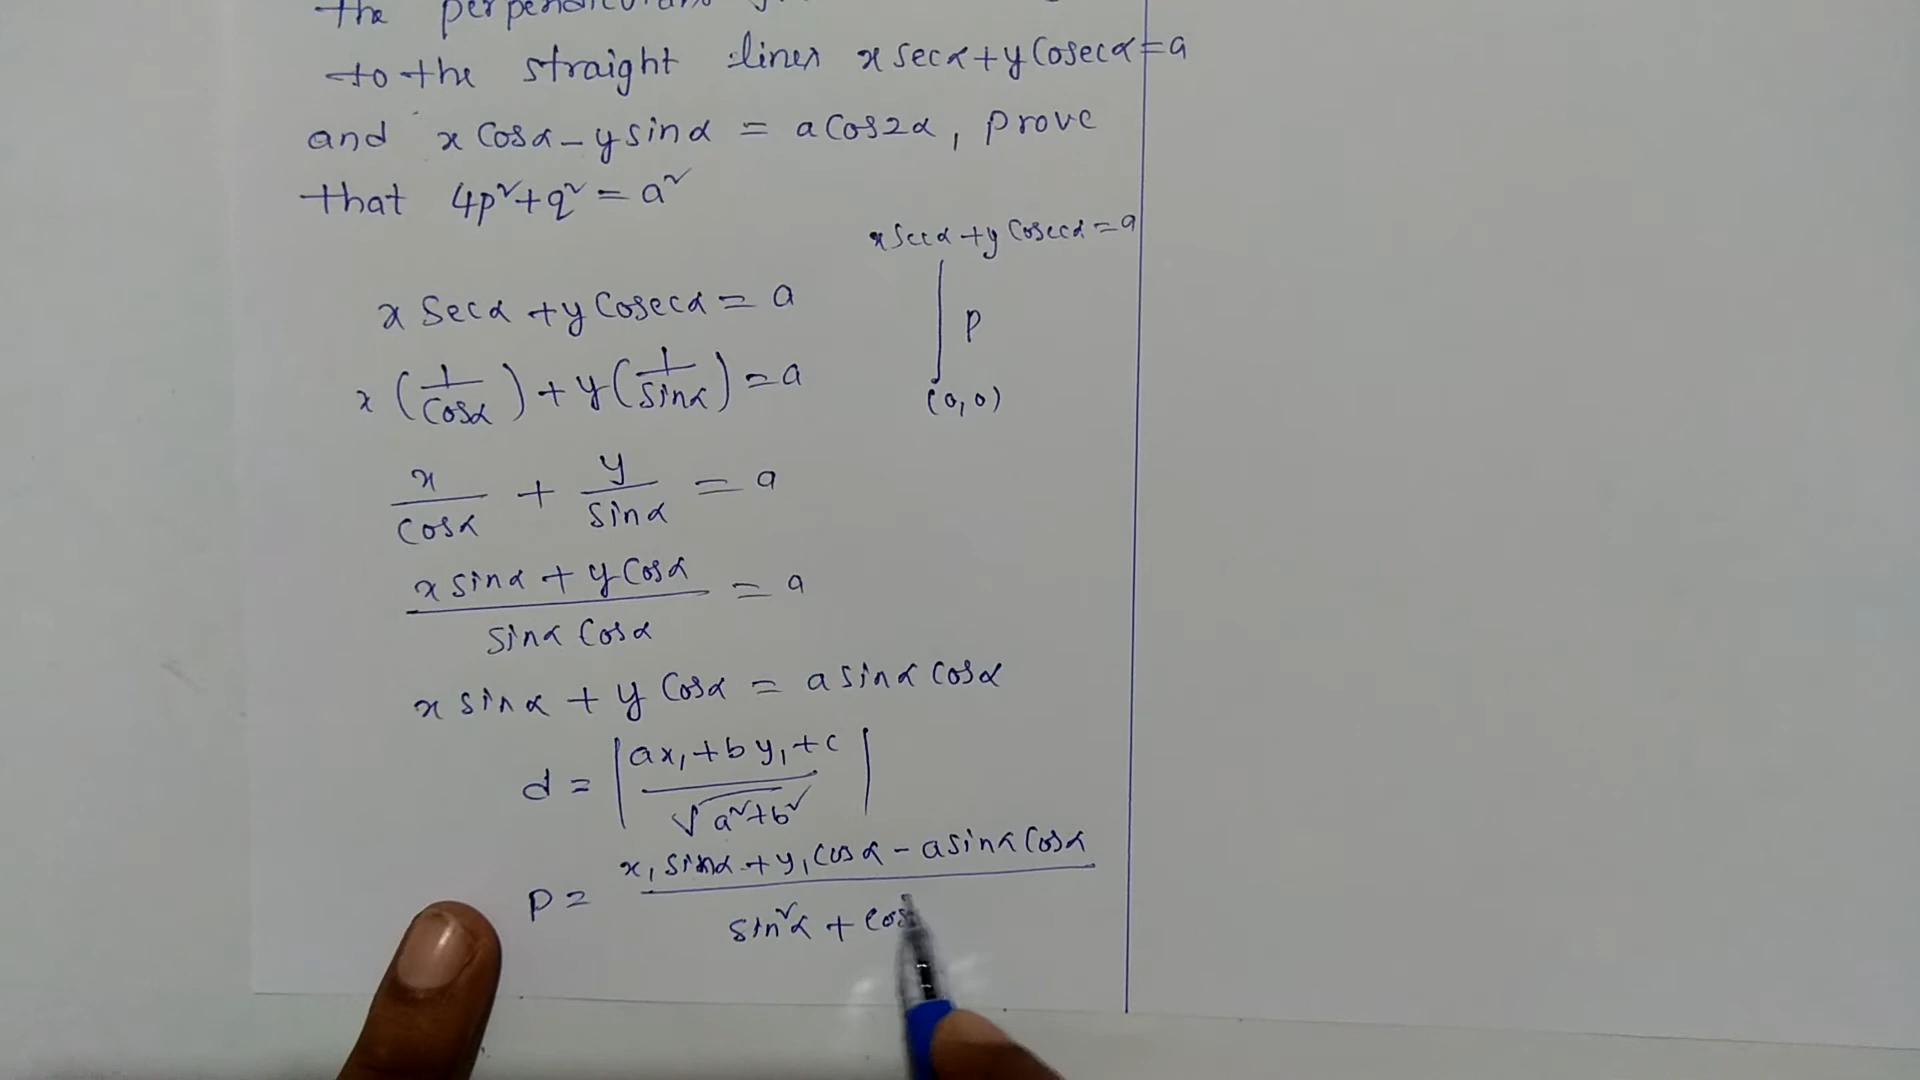 the perpendiculars
to the straight lines x secα + y Cosecα = a
and x Cosα - y sinα = a Cos2α, prove
that 4p² + q² = a²
x Secα + y Cosecα = a
p
(0,0)
x Secα + y Cosecα = a
x (1/Cosα) + y (1/Sinα) = a
x/Cosα + y/Sinα = a
x sinα + y Cosα / Sinα Cosα = a
x sinα + y Cosα = a sinα Cosα
d = | ax₁ + by₁ + c / √a² + b² |
P = x₁ sinα + y₁ Cosα - a sinα Cosα / sin²α + Cos